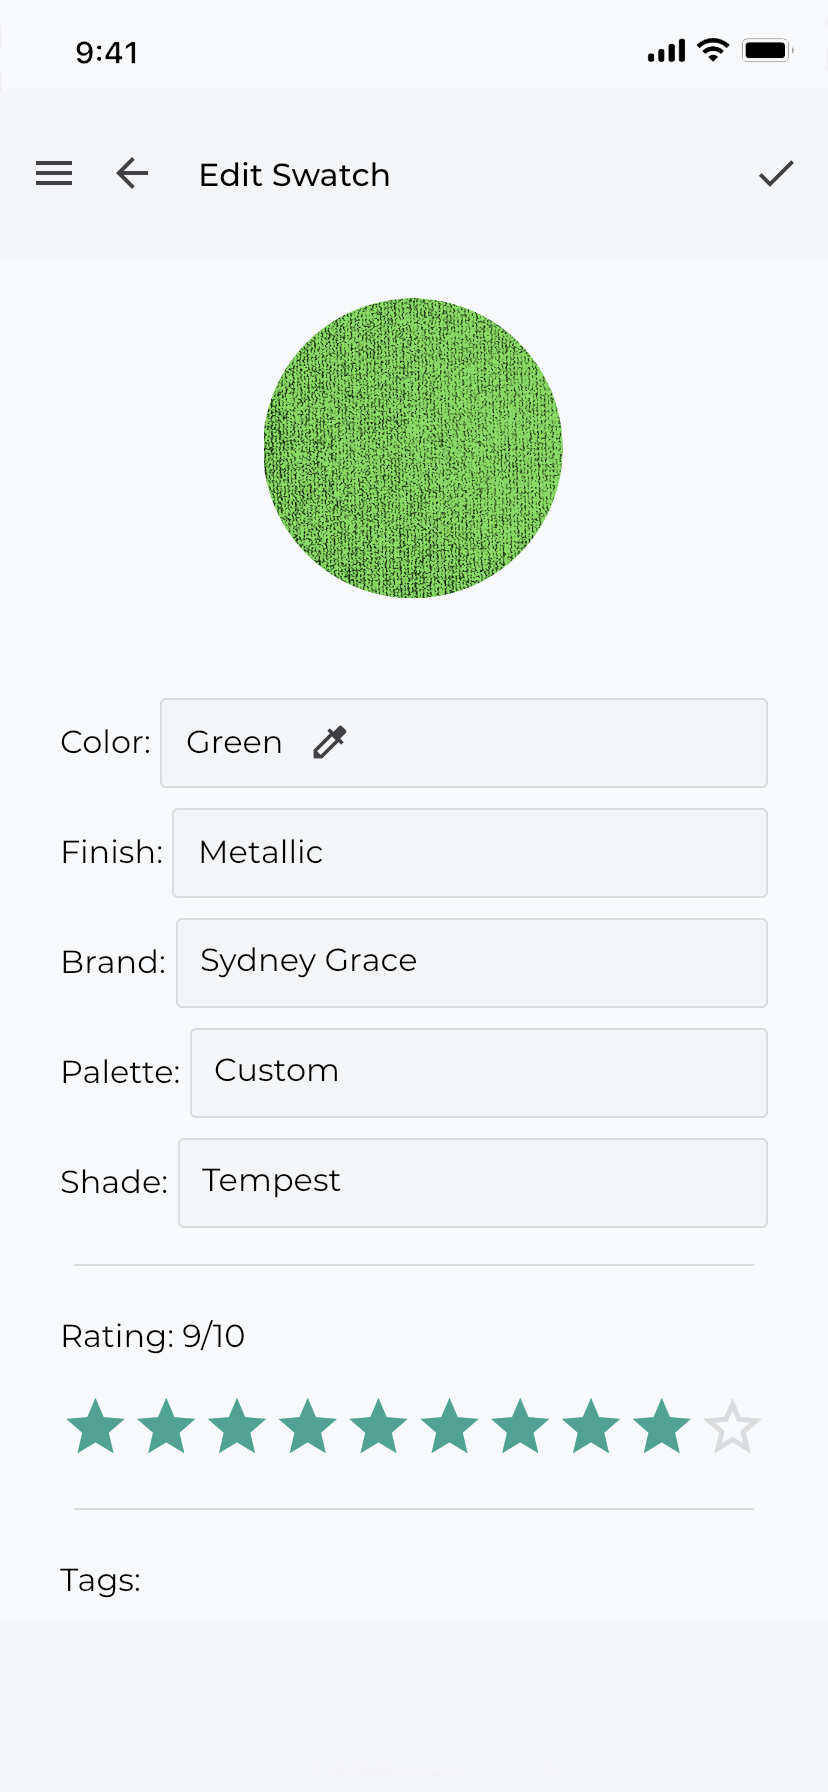 9:41
Edit Swatch
Color: Green
Finish: Metallic
Brand: Sydney Grace
Palette: Custom
Shade: Tempest
Rating: 9/10
Tags: